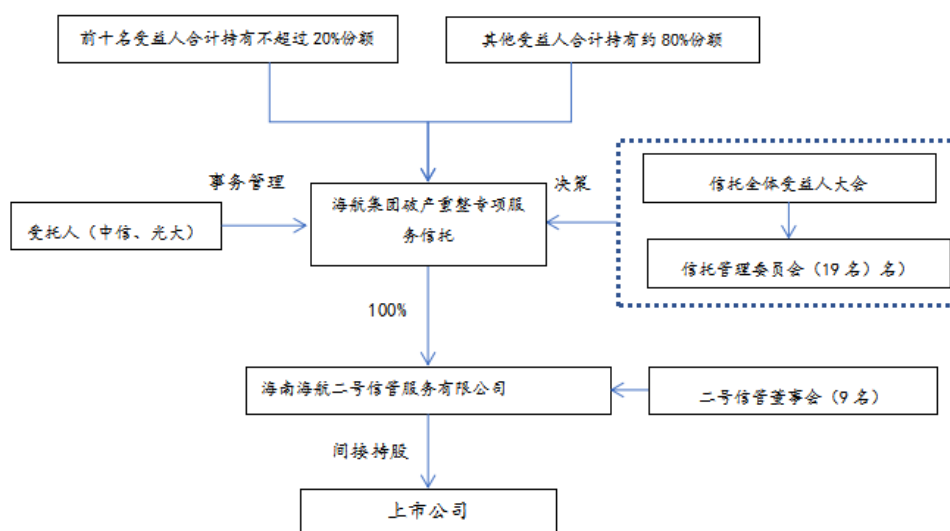 前十名受益人合计持有不超过20%份额
其他受益人合计持有约80%份额
事务管理
决策
信托全体受益人大会
受托人（中信、光大）
海航集团破产重整专项服
务信托
信托管理委员会（19名）名）
100%
海南海航二号信管服务有限公司
二号信管董事会（9名）
间接持股
上市公司